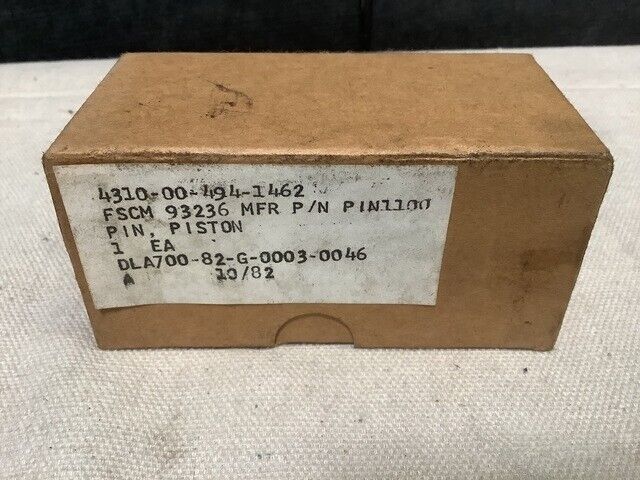 4310-00-494-1462
FSCM 93236 MFR P/N PIN1100
PIN, PISTON
1 EA
DLA700-82-G-0003-0046
A 10/82